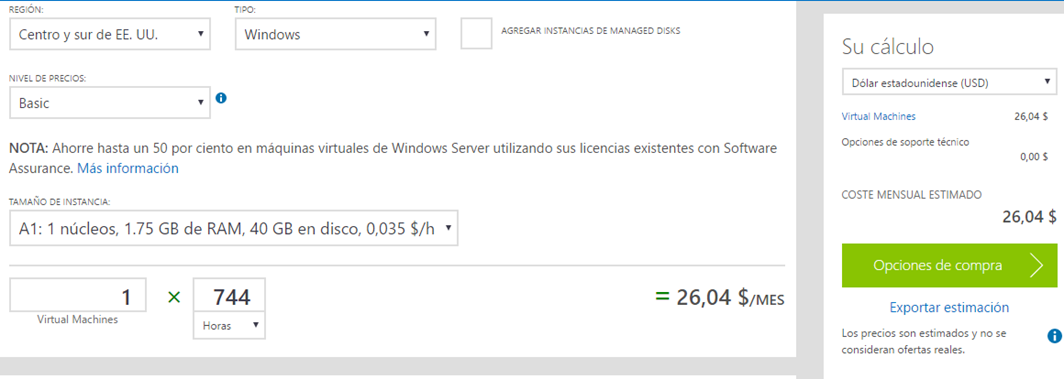 REGIÓN:
TIPO:
Centro y sur de EE. UU.
Windows
AGREGAR INSTANCIAS DE MANAGED DISKS
NIVEL DE PRECIOS:
Basic
NOTA: Ahorre hasta un 50 por ciento en máquinas virtuales de Windows Server utilizando sus licencias existentes con Software
Assurance. Más información
TAMAÑO DE INSTANCIA:
A1: 1 núcleos, 1.75 GB de RAM, 40 GB en disco, 0,035 $/h
1 × 744 = 26,04 $/MES
Virtual Machines
Horas
Su cálculo
Dólar estadounidense (USD)
Virtual Machines 26,04 $
Opciones de soporte técnico
0,00 $
COSTE MENSUAL ESTIMADO
26,04 $
Opciones de compra
Exportar estimación
Los precios son estimados y no se
consideran ofertas reales.